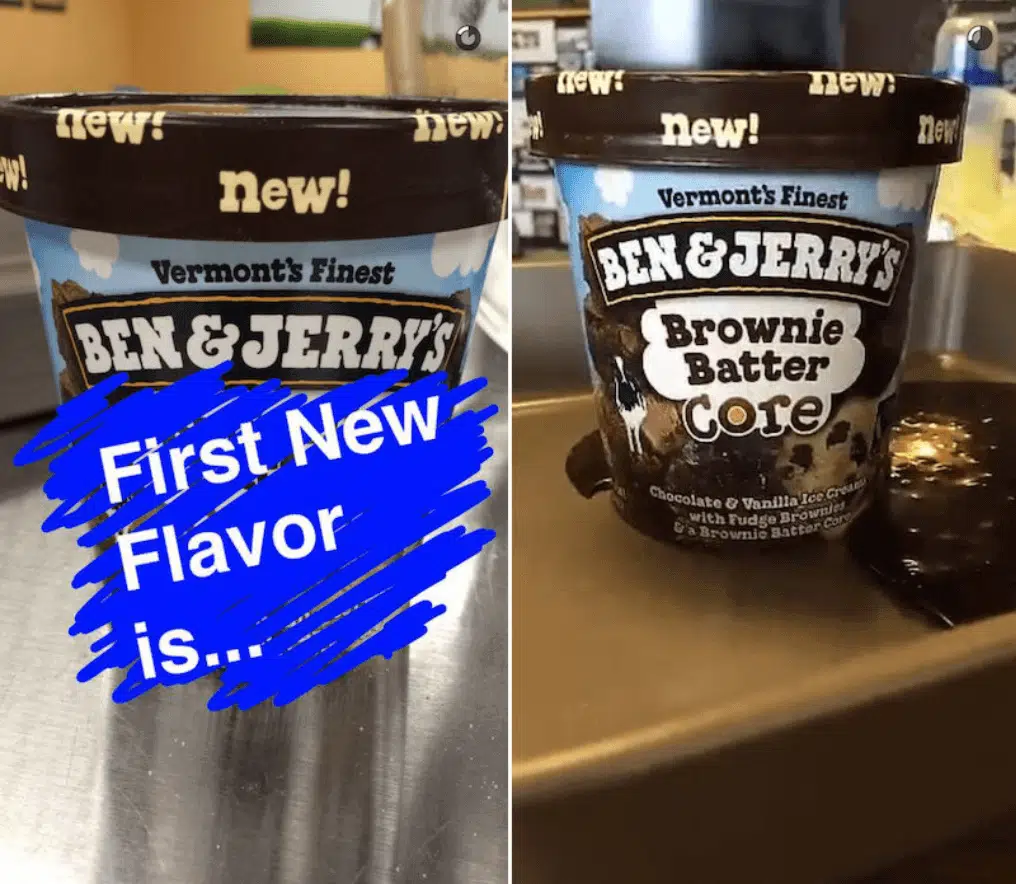 new! new!
w! new!
Vermont's Finest
BEN & JERRY'S
First New
Flavor
is...
new! new!
new! new!
Vermont's Finest
BEN & JERRY'S
Brownie
Batter
Core
Chocolate & Vanilla Ice Cream
with Fudge Brownies
& a Brownie Batter Core